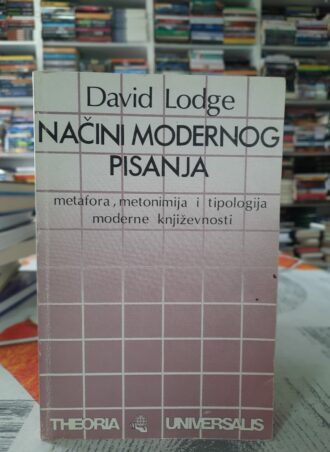 David Lodge
NAČINI MODERNOG
PISANJA
metafora, metonimija i tipologija
moderne književnosti
THEORIA UNIVERSALIS